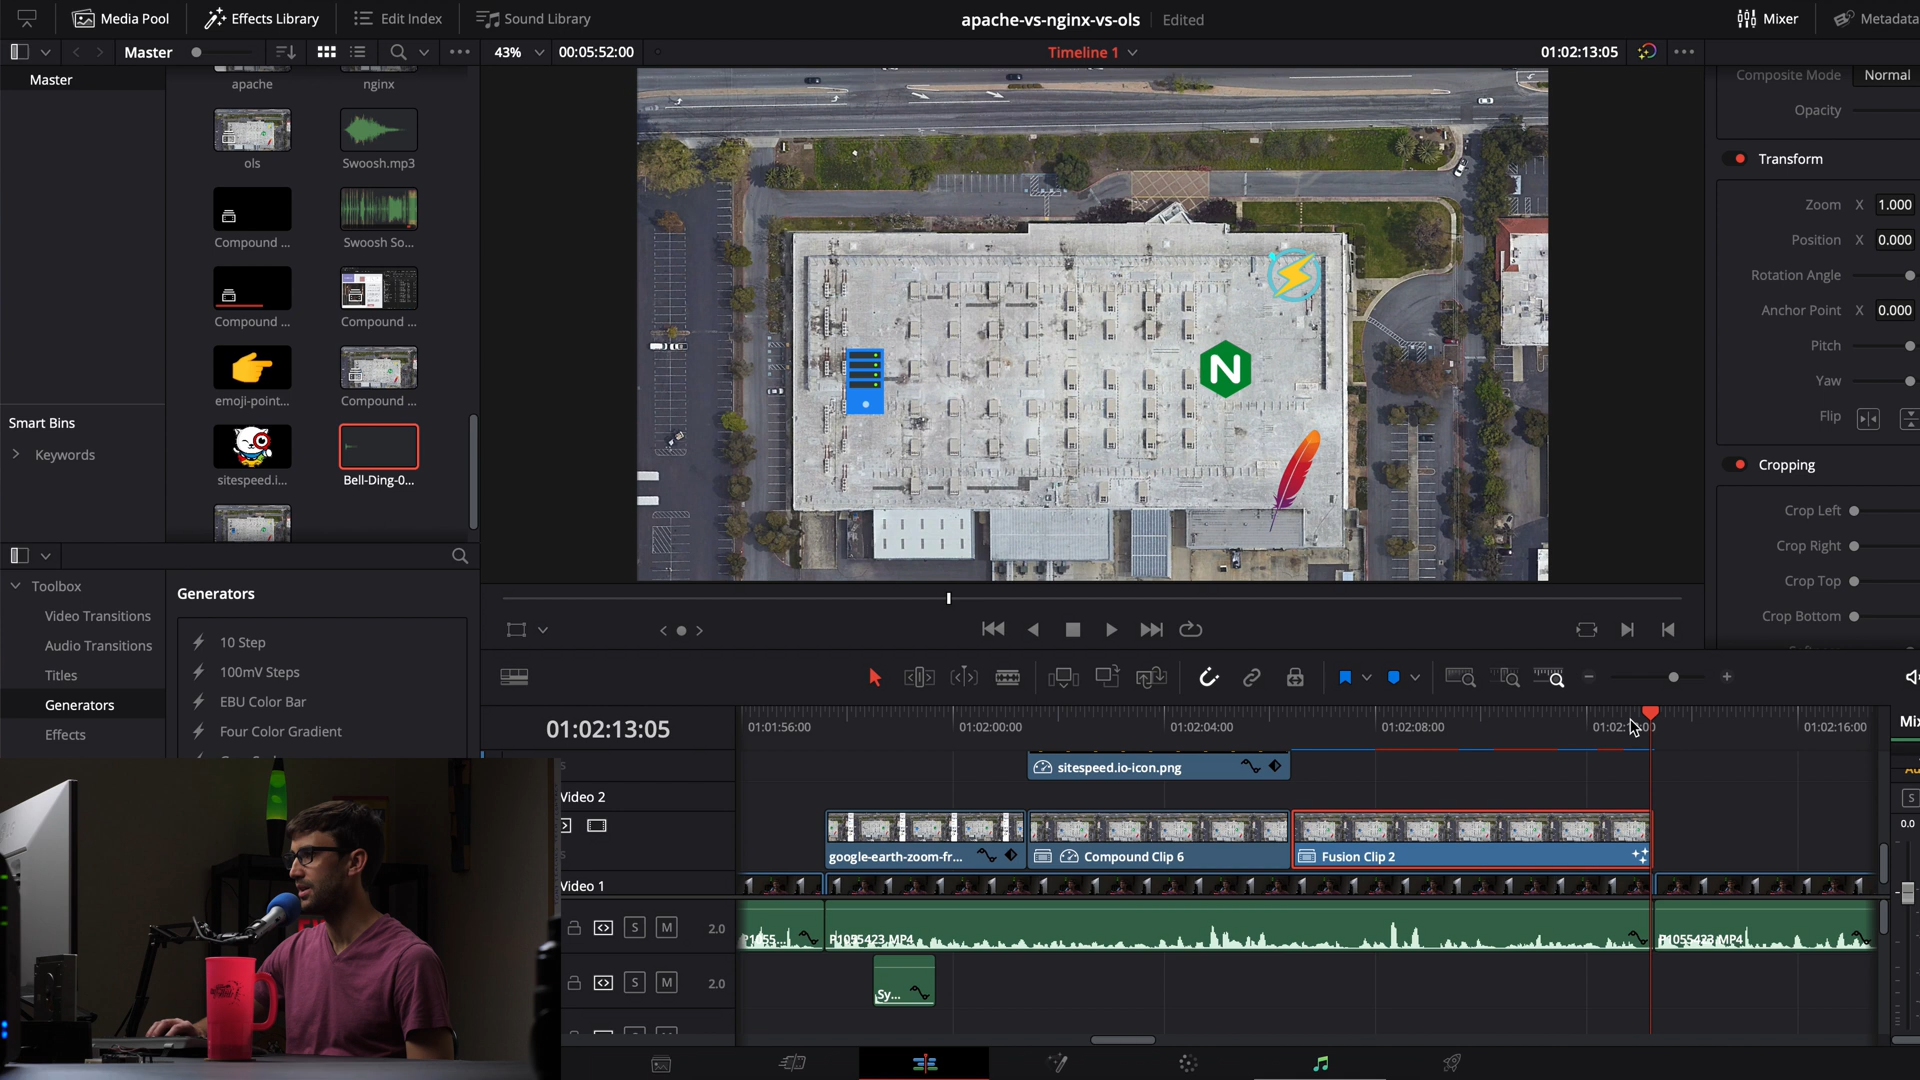 Media Pool Effects Library Edit Index Sound Library apache-vs-nginx-vs-ols Edited Mixer Metadata
Master 43% 00:05:52:00 Timeline 1 01:02:13:05
Master
apache nginx
ols Swoosh.mp3
Compound ... Swoosh So...
Compound ... Compound ...
emoji-point... Compound ...
Smart Bins
Keywords
sitespeed.i... Bell-Ding-0...
N
Composite Mode Normal
Opacity
Transform
Zoom X 1.000
Position X 0.000
Rotation Angle
Anchor Point X 0.000
Pitch
Yaw
Flip
Cropping
Crop Left
Crop Right
Crop Top
Crop Bottom
Toolbox
Video Transitions
Audio Transitions
Titles
Generators
Effects
Generators
10 Step
100mV Steps
EBU Color Bar
Four Color Gradient
01:02:13:05
01:01:56:00 01:02:00:00 01:02:04:00 01:02:08:00 01:02:16:00
sitespeed.io-icon.png
Video 2
google-earth-zoom-fr... Compound Clip 6 Fusion Clip 2
Video 1
S M 2.0
P1055423.MP4 P1055423.MP4
S M 2.0
Sy...
S
0.0